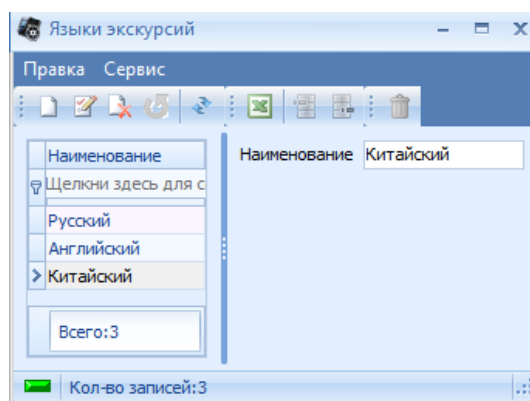 Языки экскурсий
Правка Сервис
Наименование
Щелкни здесь для с
Русский
Английский
Китайский
Всего:3
Наименование Китайский
Кол-во записей:3